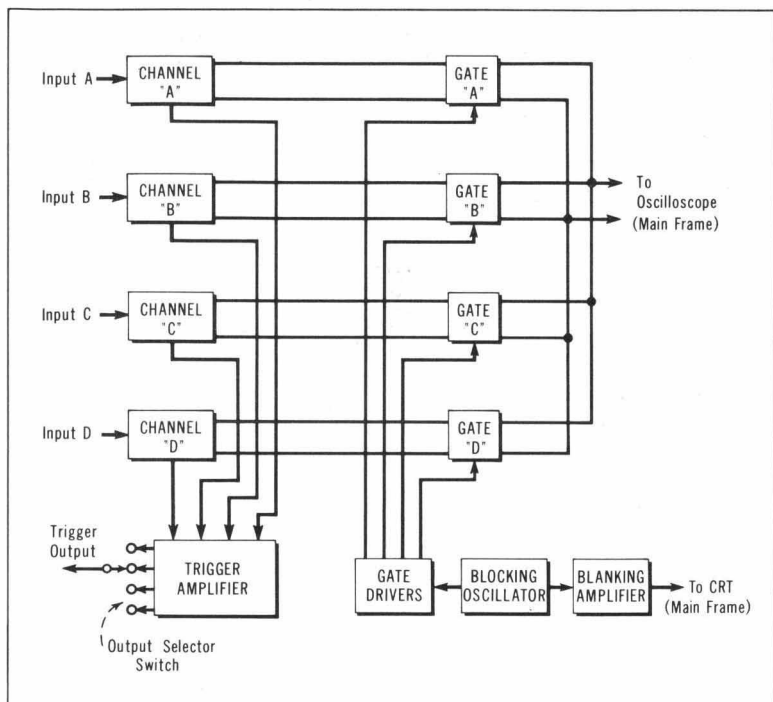 Input A
CHANNEL
"A"
GATE
"A"
Input B
CHANNEL
"B"
GATE
"B"
To
Oscilloscope
(Main Frame)
Input C
CHANNEL
"C"
GATE
"C"
Input D
CHANNEL
"D"
GATE
"D"
Trigger
Output
TRIGGER
AMPLIFIER
Output Selector
Switch
GATE
DRIVERS
BLOCKING
OSCILLATOR
BLANKING
AMPLIFIER
To CRT
(Main Frame)